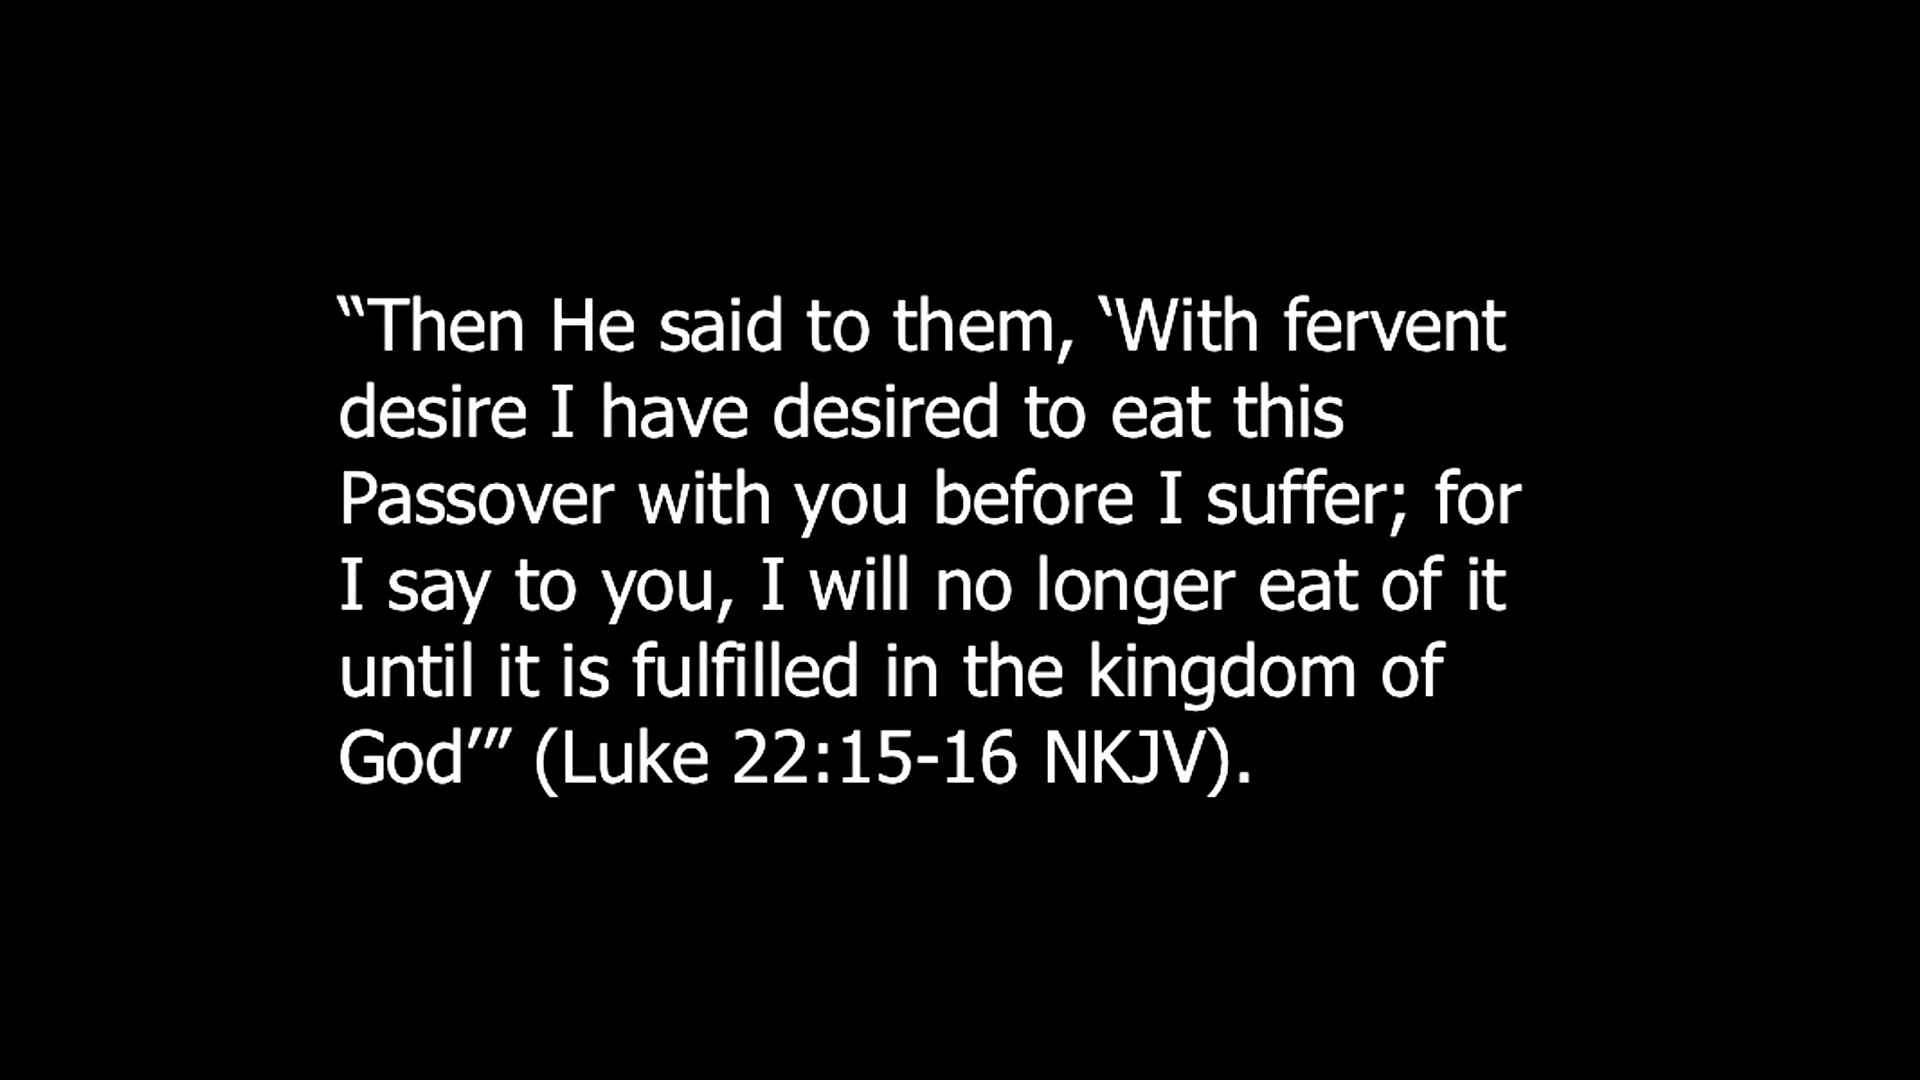 “Then He said to them, ‘With fervent
desire I have desired to eat this
Passover with you before I suffer; for
I say to you, I will no longer eat of it
until it is fulfilled in the kingdom of
God’” (Luke 22:15-16 NKJV).